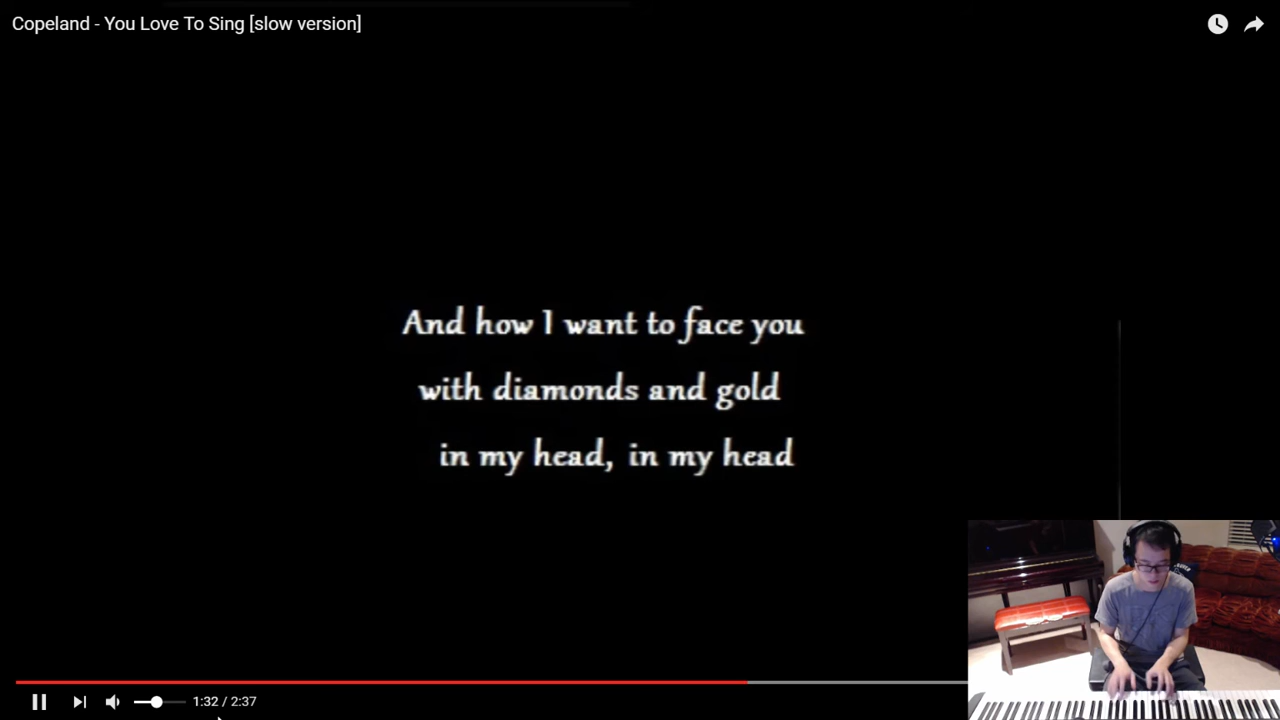 Copeland - You Love To Sing [slow version]
And how I want to face you
with diamonds and gold
in my head, in my head
1:32 / 2:37